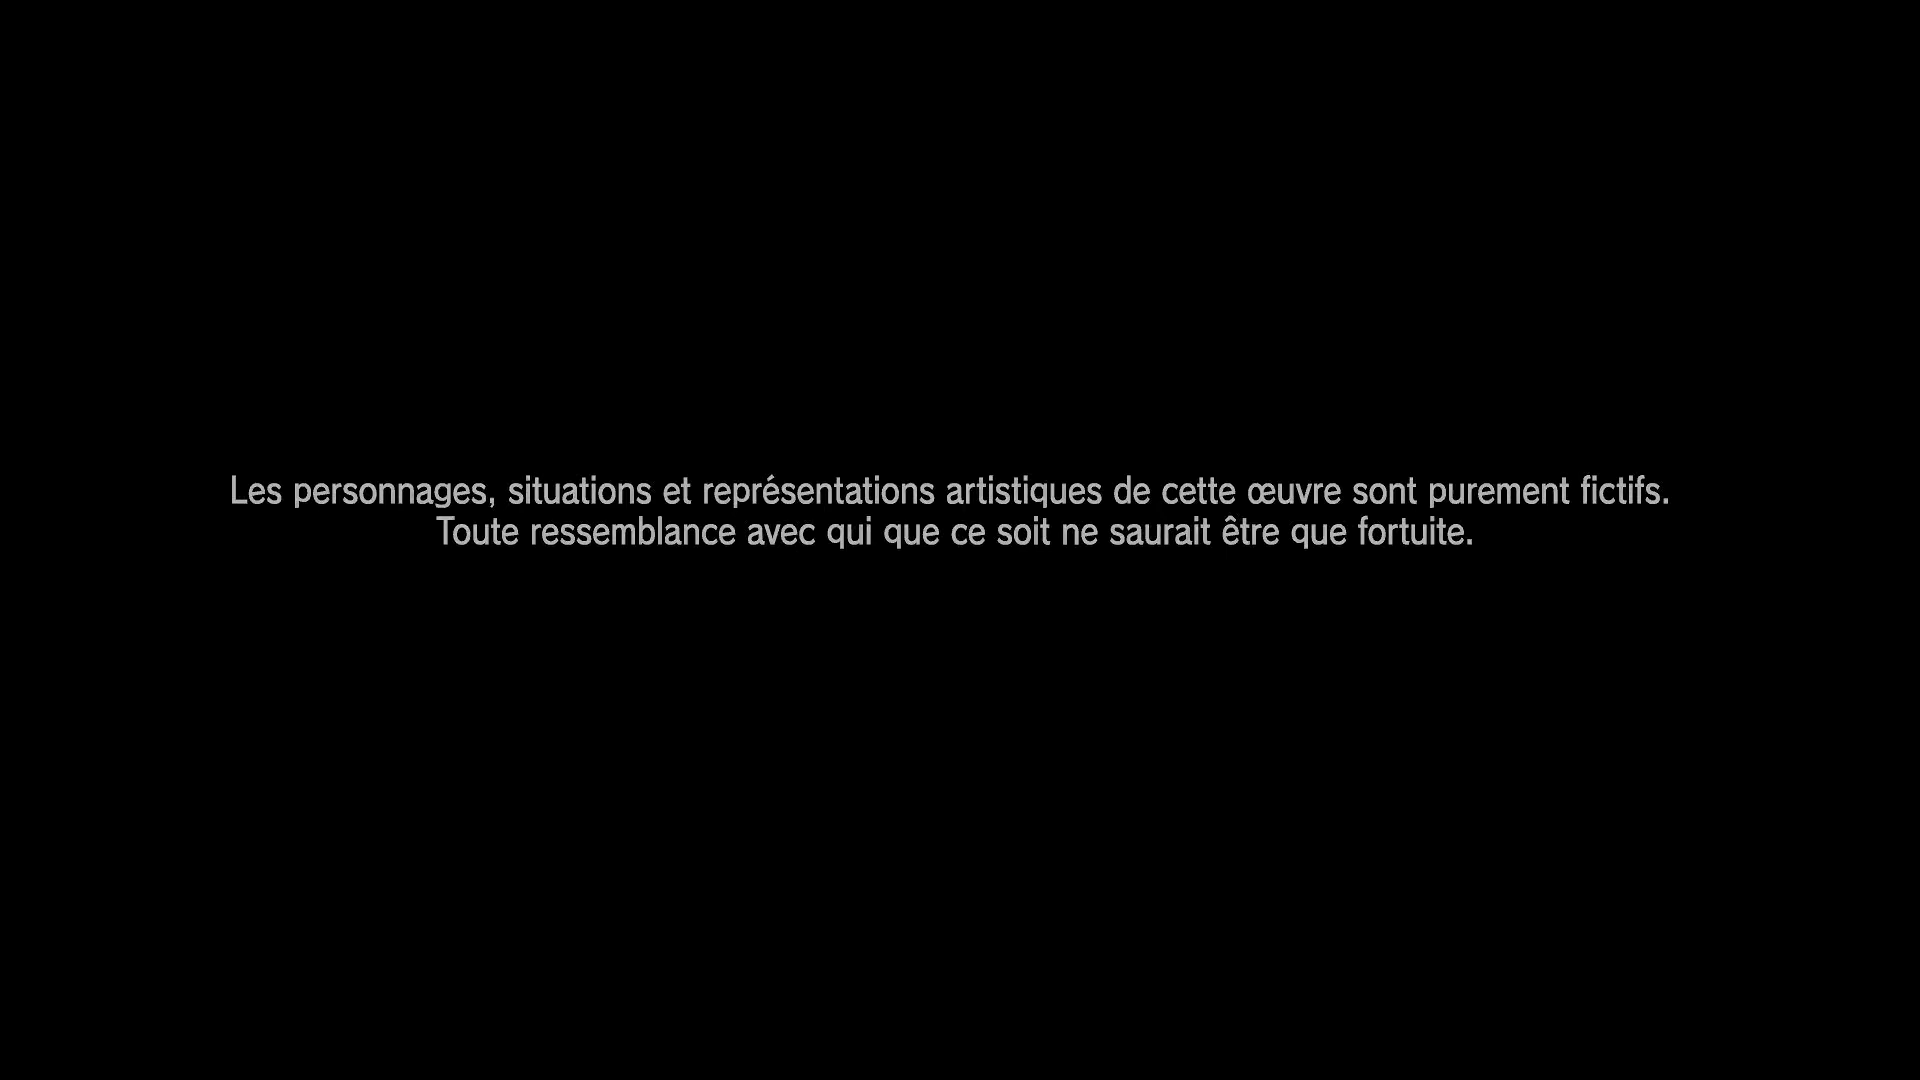 Les personnages, situations et représentations artistiques de cette œuvre sont purement fictifs.
Toute ressemblance avec qui que ce soit ne saurait être que fortuite.